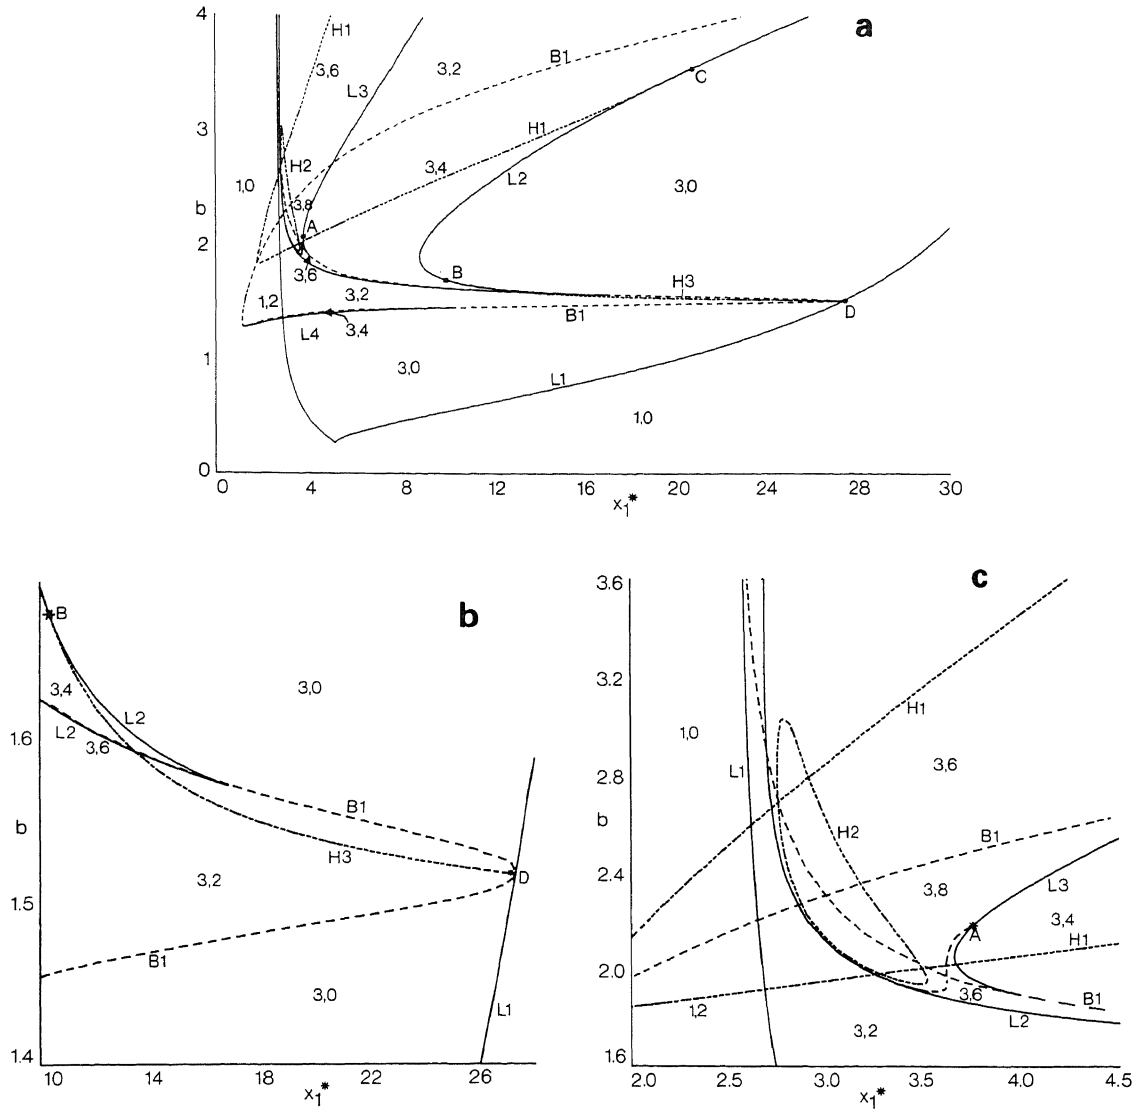 a
4
3
b
2
1
0
H1
3,6
L3
3,2
B1
C
H1
1,0
H2
3,8
A
3,4
L2
3,0
B
3,6
H3
3,2
1,2
D
B1
L4
3,4
3,0
L1
1,0
0 4 8 12 16 20 24 28 30
x1*
b
B
3,4
L2
3,0
L2
3,6
1.6
B1
b
H3
D
3,2
1.5
B1
3,0
L1
1.4
10 14 18 22 26
x1*
c
3.6
3.2
H1
1,0
L1
2.8
3,6
b
H2
B1
2.4
3,8
L3
A
3,4
H1
2.0
3,6
B1
1,2
L2
3,2
1.6
2.0 2.5 3.0 3.5 4.0 4.5
x1*